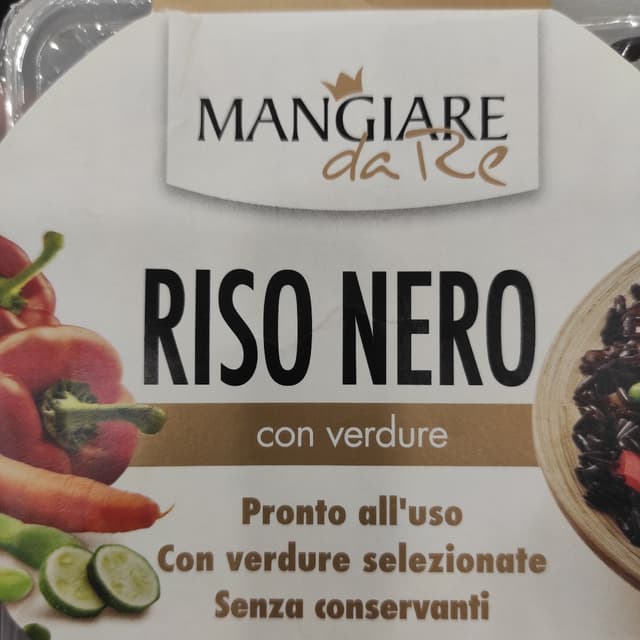 MANGIARE
da Re
RISO NERO
con verdure
Pronto all'uso
Con verdure selezionate
Senza conservanti